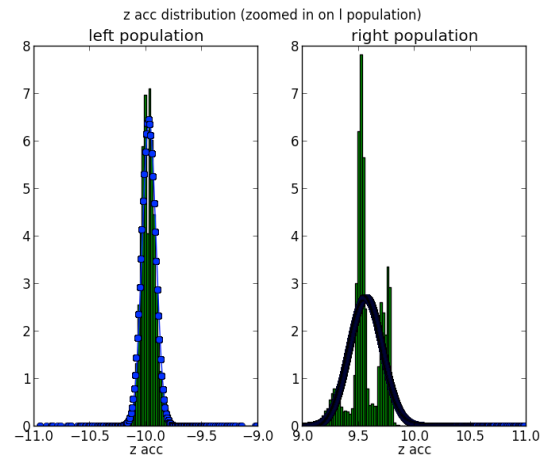 z acc distribution (zoomed in on l population)
left population
right population
8
7
6
5
4
3
2
1
0
−11.0 −10.5 −10.0 −9.5 −9.0
z acc
8
7
6
5
4
3
2
1
0
9.0 9.5 10.0 10.5 11.0
z acc